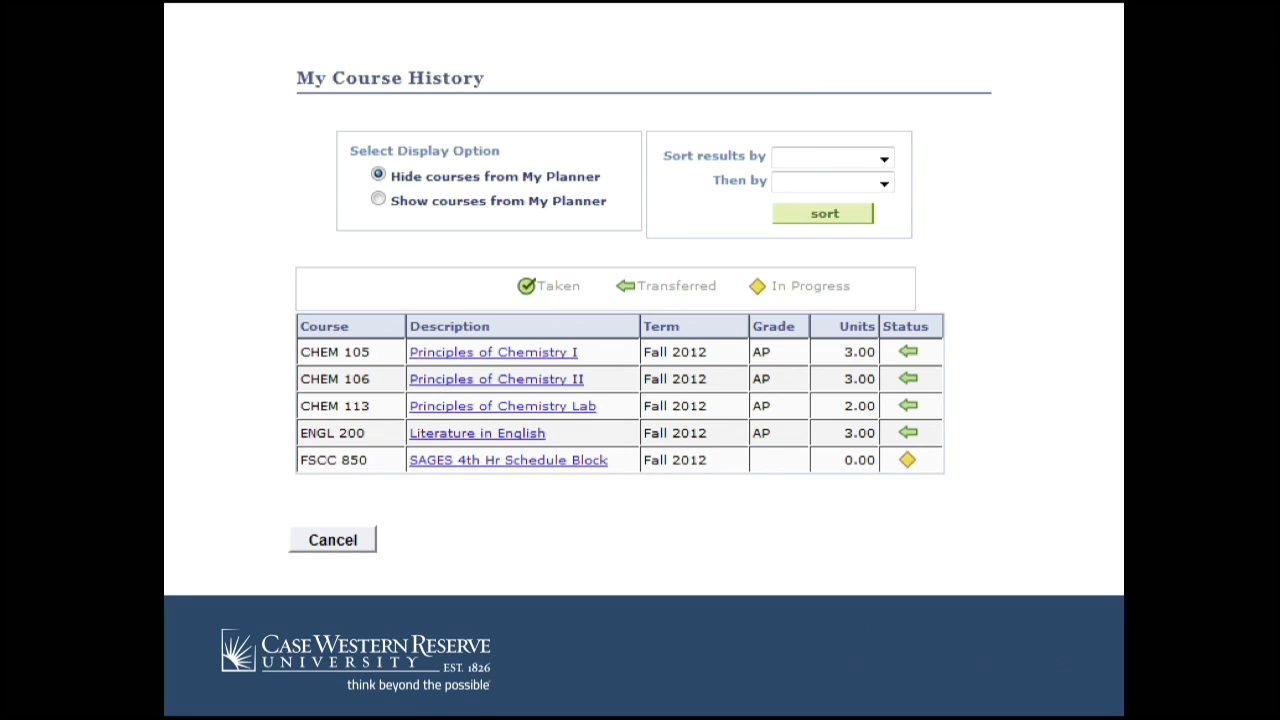 My Course History
Select Display Option
Hide courses from My Planner
Show courses from My Planner
Sort results by
Then by
sort
Taken Transferred In Progress
Course Description Term Grade Units Status
CHEM 105 Principles of Chemistry I Fall 2012 AP 3.00
CHEM 106 Principles of Chemistry II Fall 2012 AP 3.00
CHEM 113 Principles of Chemistry Lab Fall 2012 AP 2.00
ENGL 200 Literature in English Fall 2012 AP 3.00
FSCC 850 SAGES 4th Hr Schedule Block Fall 2012 0.00
Cancel
CASE WESTERN RESERVE
UNIVERSITY EST. 1826
think beyond the possible